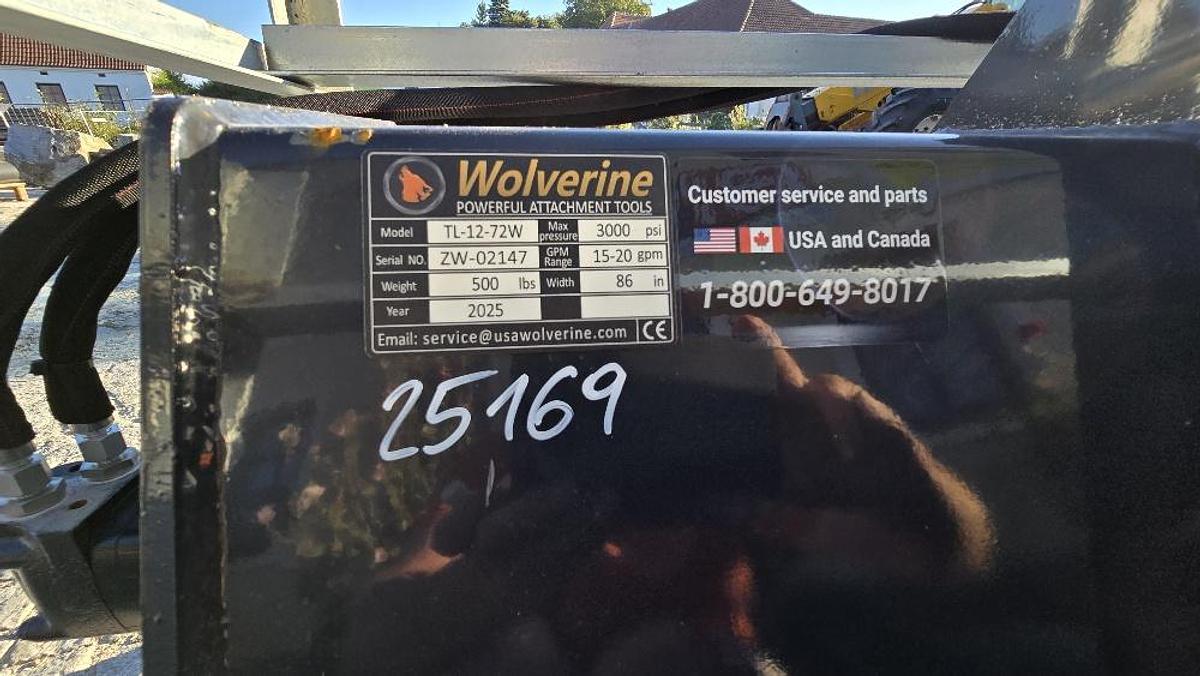 Wolverine
POWERFUL ATTACHMENT TOOLS
Model TL-12-72W Max pressure 3000 psi
Serial NO. ZW-02147 GPM Range 15-20 gpm
Weight 500 lbs Width 86 in
Year 2025
Email: service@usawolverine.com CE
Customer service and parts
USA and Canada
1-800-649-8017
25169